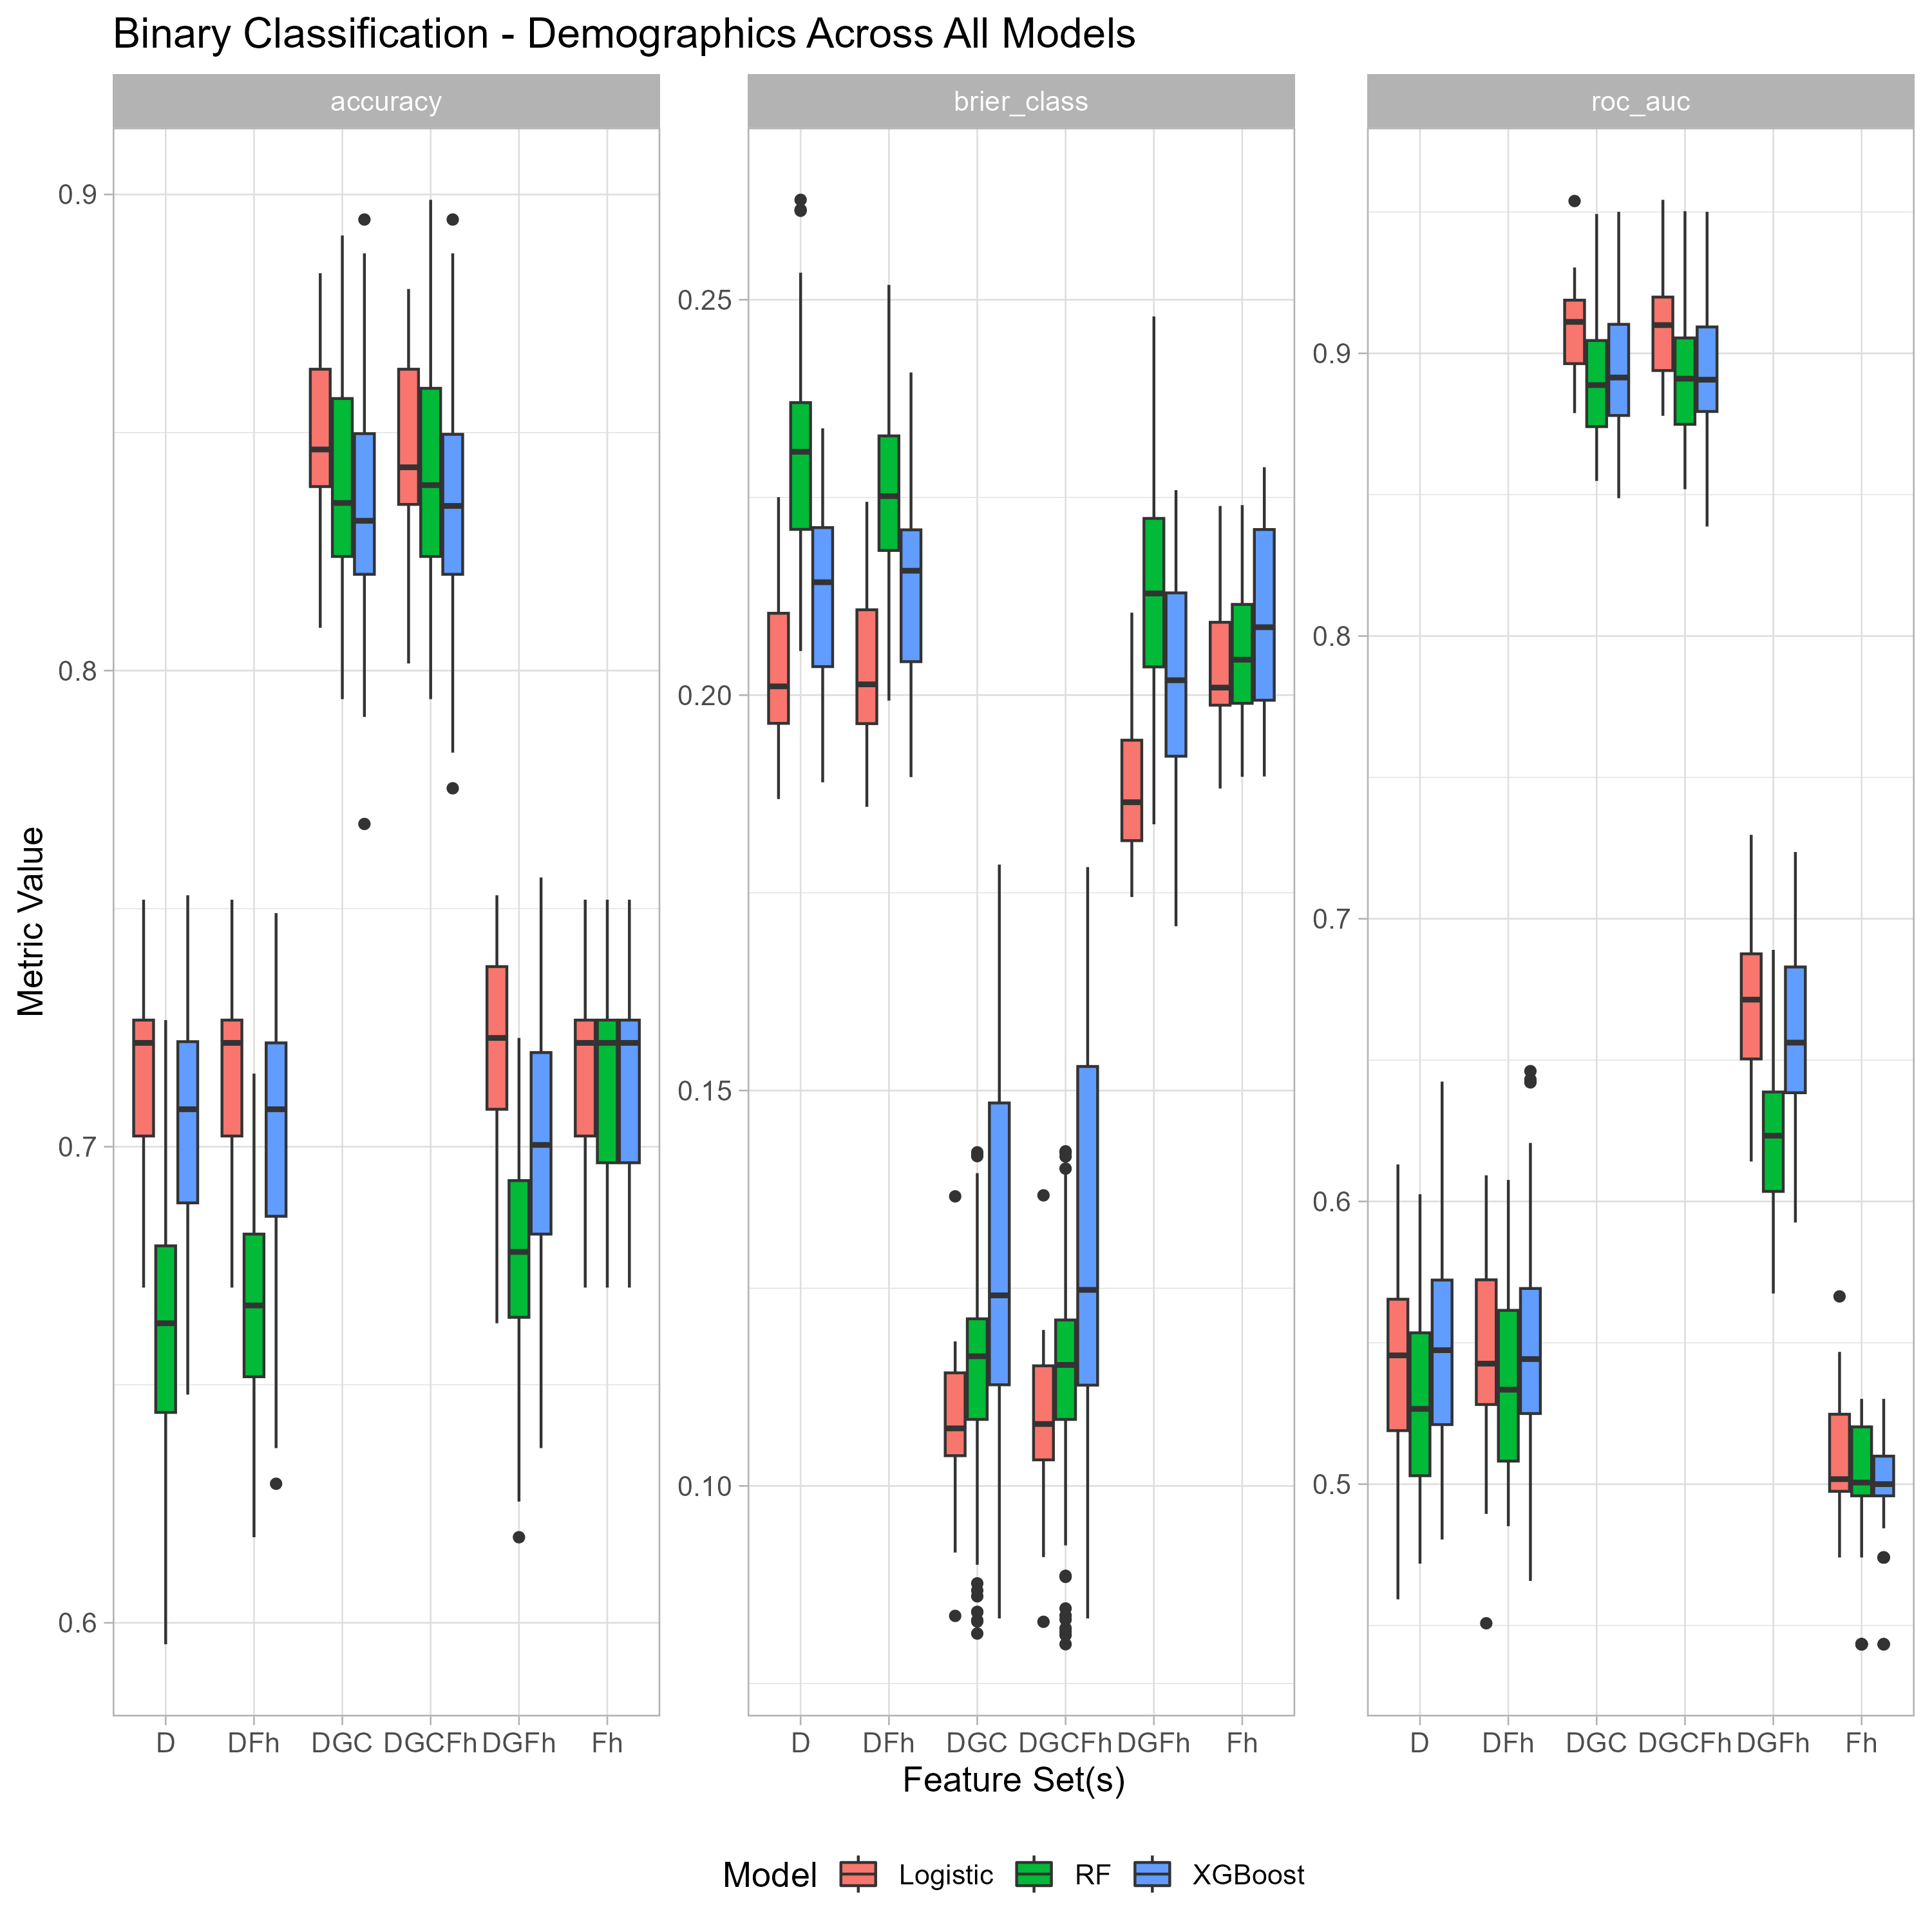 Binary Classification - Demographics Across All Models
accuracy
brier_class
roc_auc
Metric Value
0.9
0.8
0.7
0.6
0.25
0.20
0.15
0.10
0.9
0.8
0.7
0.6
0.5
D DFh DGC DGCFh DGFh Fh
D DFh DGC DGCFh DGFh Fh
D DFh DGC DGCFh DGFh Fh
Feature Set(s)
Model Logistic RF XGBoost